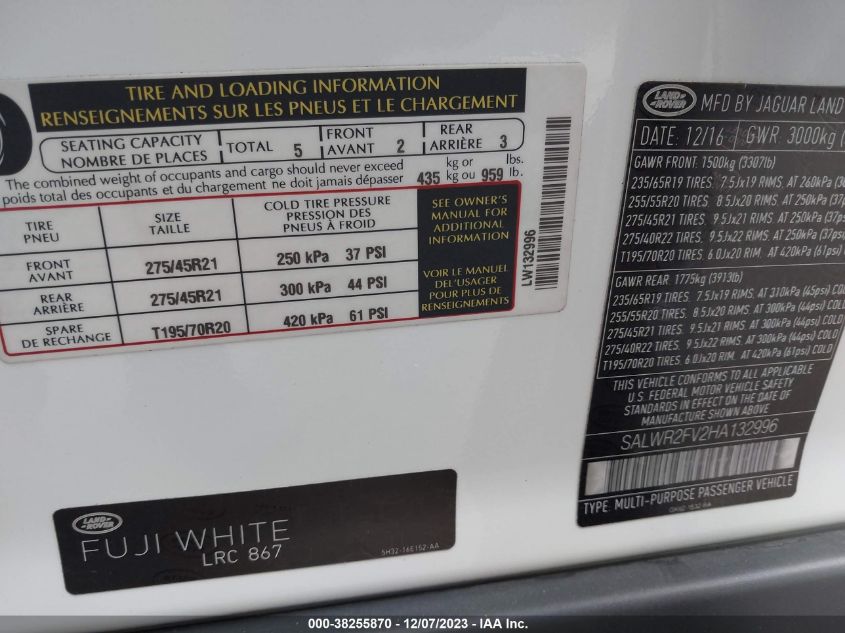 TIRE AND LOADING INFORMATION
RENSEIGNEMENTS SUR LES PNEUS ET LE CHARGEMENT
SEATING CAPACITY
NOMBRE DE PLACES
TOTAL 5
FRONT
AVANT 2
REAR
ARRIÈRE 3
The combined weight of occupants and cargo should never exceed
poids total des occupants et du chargement ne doit jamais dépasser
435 kg or
kg ou 959 lbs.
lb.
TIRE
PNEU
SIZE
TAILLE
COLD TIRE PRESSURE
PRESSION DES
PNEUS À FROID
FRONT
AVANT
275/45R21
250 kPa 37 PSI
REAR
ARRIÈRE
275/45R21
300 kPa 44 PSI
SPARE
DE RECHANGE
T195/70R20
420 kPa 61 PSI
SEE OWNER'S
MANUAL FOR
ADDITIONAL
INFORMATION
VOIR LE MANUEL
DEL'USAGER
POUR PLUS DE
RENSEIGNEMENTS
LW132996
LAND
ROVER
MFD BY JAGUAR LAND
DATE: 12/16 GWR 3000kg
GAWR FRONT: 1500kg (3307lb)
235/65R19 TIRES, 7.5Jx19 RIMS, AT 260kPa
255/55R20 TIRES, 8.5Jx20 RIMS, AT 250kPa (37p
275/45R21 TIRES, 9.5Jx21 RIMS, AT 250kPa (37ps
275/40R22 TIRES, 9.5Jx22 RIMS, AT 250kPa (37psi
T195/70R20 TIRES, 6.0Jx20 RIM, AT 420kPa (61psi)
GAWR REAR: 1775kg (3913lb)
235/65R19 TIRES, 7.5Jx19 RIMS, AT 310kPa (45psi) COLD
255/55R20 TIRES, 8.5Jx20 RIMS, AT 300kPa (44psi) COLD
275/45R21 TIRES, 9.5Jx21 RIMS, AT 300kPa (44psi) COLD
275/40R22 TIRES, 9.5Jx22 RIMS, AT 300kPa (44psi) COLD
T195/70R20 TIRES, 6.0Jx20 RIM, AT 420kPa (61psi) COLD
THIS VEHICLE CONFORMS TO ALL APPLICABLE
U.S. FEDERAL MOTOR VEHICLE SAFETY
STANDARDS IN EFFECT ON THE DATE OF
MANUFACTURE SHOWN ABOVE
SALWR2FV2HA132996
TYPE: MULTI-PURPOSE PASSENGER VEHICLE
LAND
ROVER
FUJI WHITE
LRC 867
5H32-16E152-AA
000-38255870 - 12/07/2023 - IAA Inc.